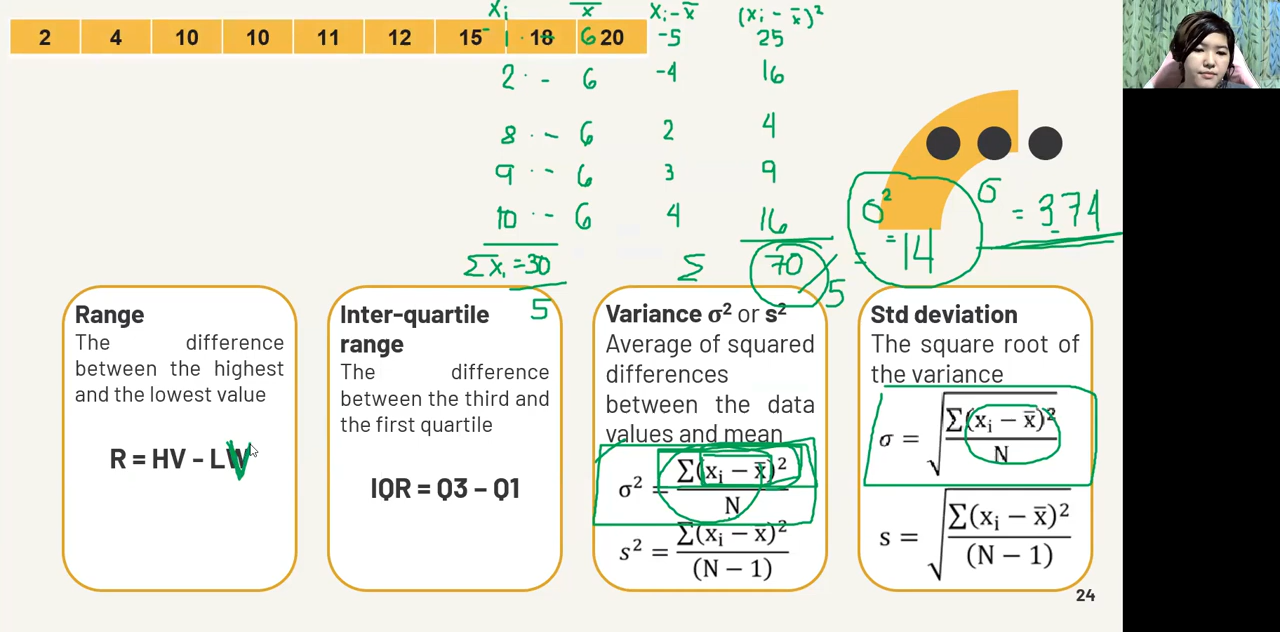 xi x̄ xi-x̄ (xi - x̄)²
2 4 10 10 11 12 15 18 20
1 - 6 -5 25
2 - 6 -4 16
8 - 6 2 4
9 - 6 3 9
10 - 6 4 16
Σxi=30
5
Σ 70/5
= σ² =14
σ = 3.74
Range
The difference
between the highest
and the lowest value
R = HV - LW
Inter-quartile
range
The difference
between the third and
the first quartile
IQR = Q3 - Q1
Variance σ² or s²
Average of squared
differences
between the data
values and mean
σ² = Σ(xi − x̄)² / N
s² = Σ(xi − x̄)² / (N − 1)
Std deviation
The square root of
the variance
σ = √(Σ(xi − x̄)² / N)
s = √(Σ(xi − x̄)² / (N − 1))
24